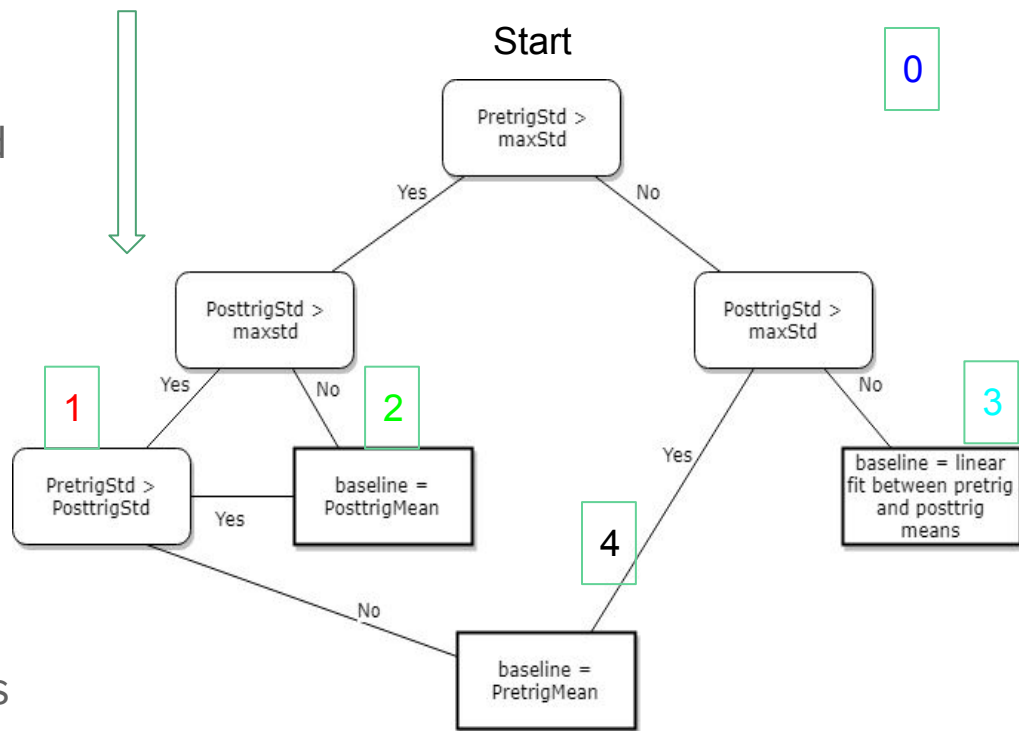 Start
0
PretrigStd >
maxStd
d
Yes
No
PosttrigStd >
maxstd
PosttrigStd >
maxStd
Yes
No
No
1
2
3
PretrigStd >
PosttrigStd
Yes
baseline =
PosttrigMean
Yes
baseline = linear
fit between pretrig
and posttrig
means
4
No
baseline =
PretrigMean
s